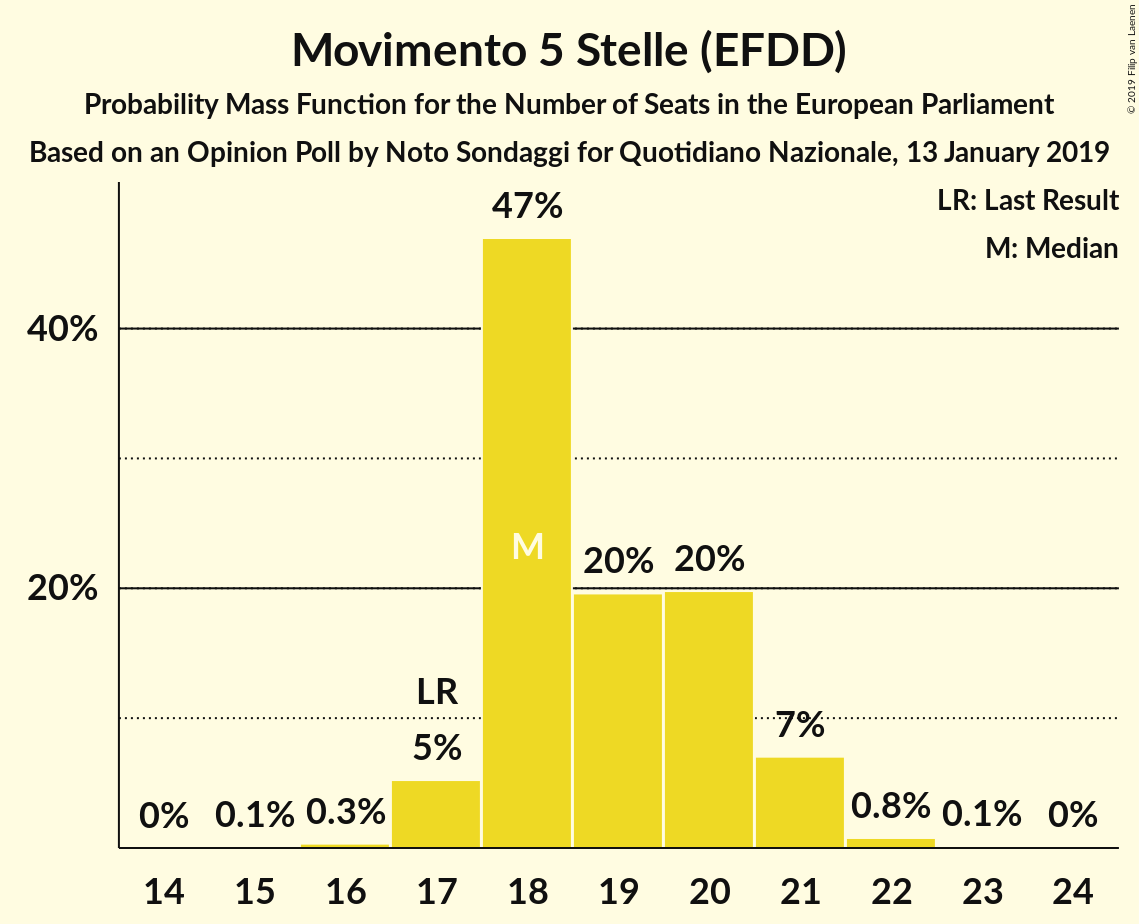 Movimento 5 Stelle (EFDD)
Probability Mass Function for the Number of Seats in the European Parliament
Based on an Opinion Poll by Noto Sondaggi for Quotidiano Nazionale, 13 January 2019
© 2019 Filip van Laenen
LR: Last Result
M: Median
47%
40%
M
20% 20%
20%
LR
7%
5%
0% 0.1% 0.3% 0.8% 0.1% 0%
14 15 16 17 18 19 20 21 22 23 24